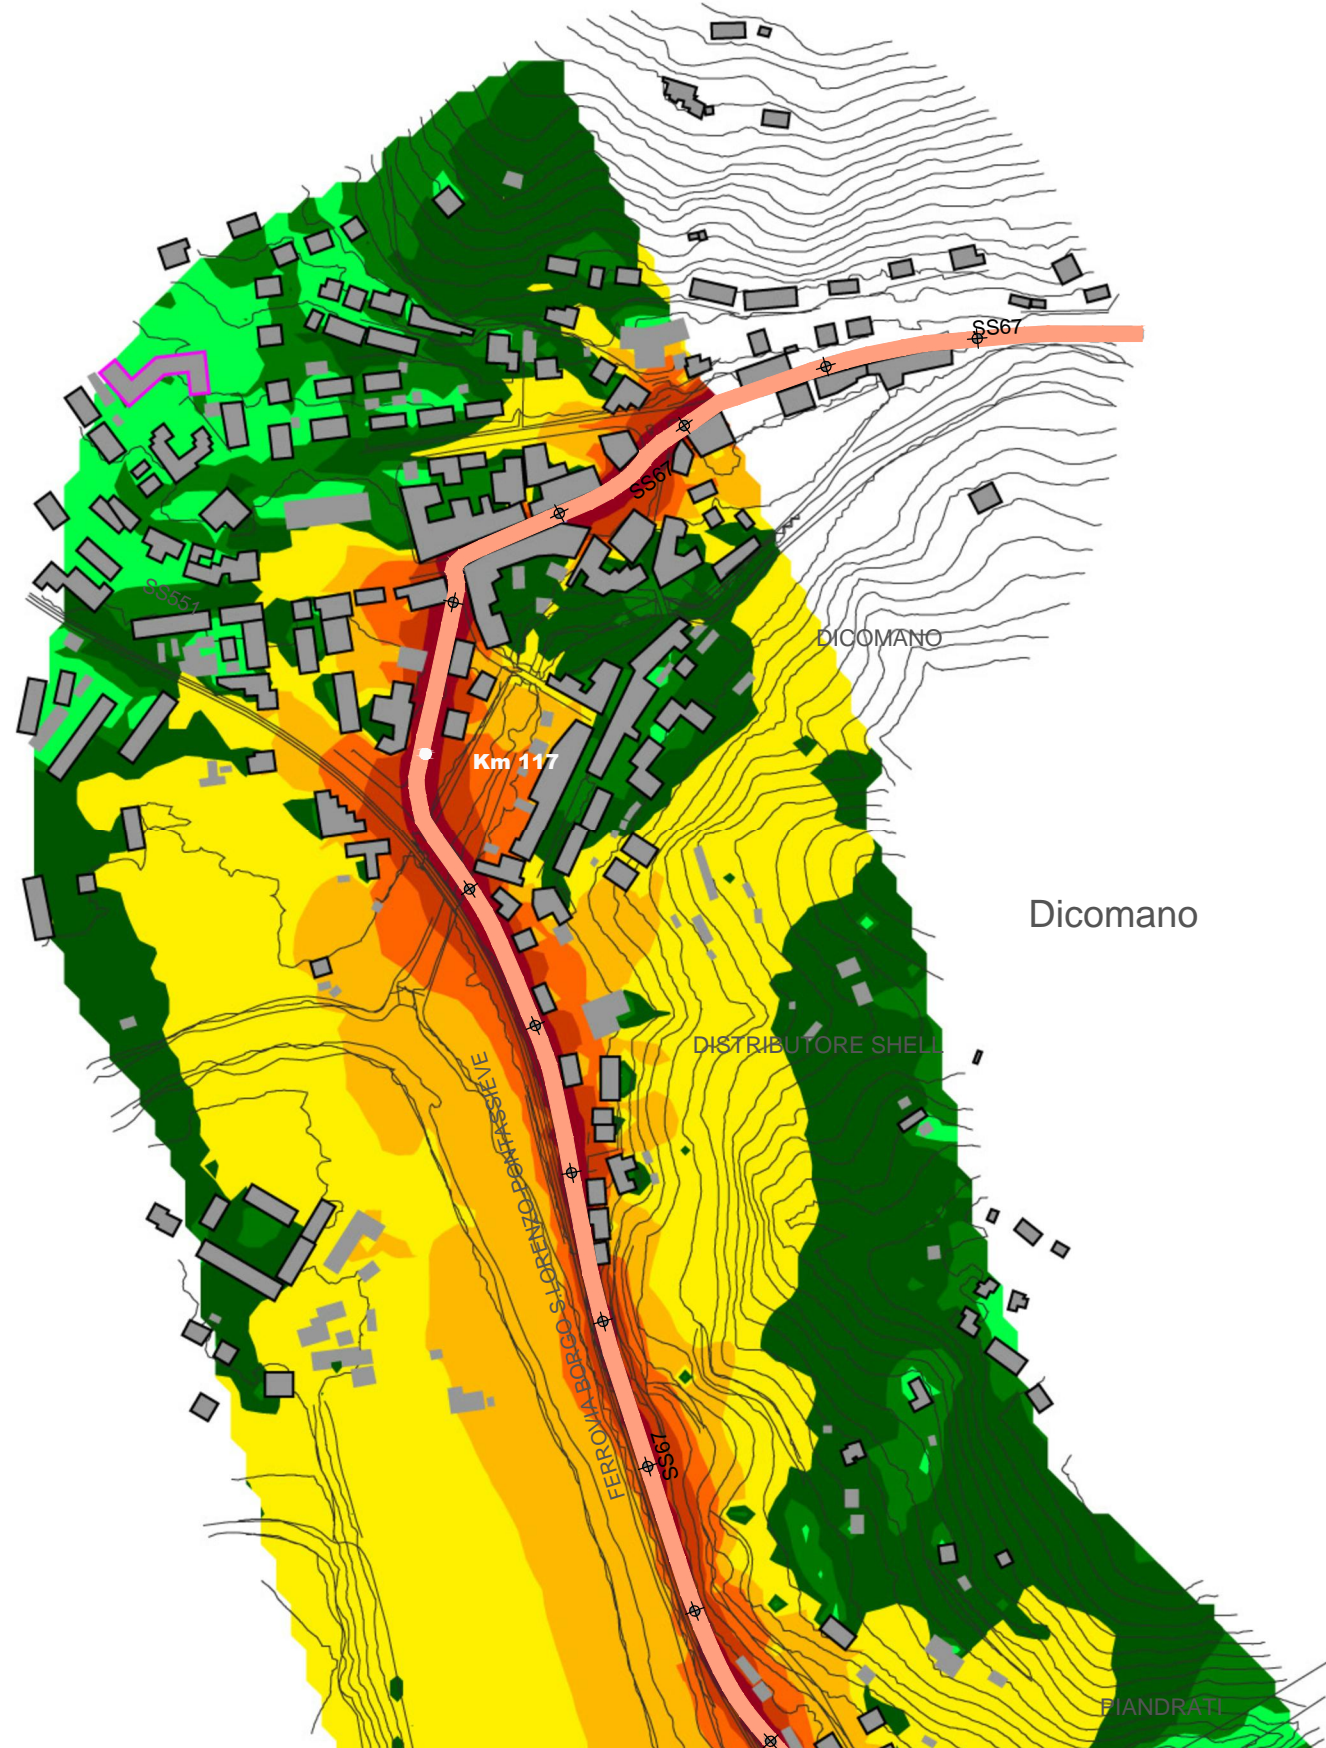 SS67
SS67
SS551
DICOMANO
Km 117
Dicomano
DISTRIBUTORE SHELL
FERROVIA BORGO S.LORENZO-PONTASSIEVE
SS67
PIANDRATI